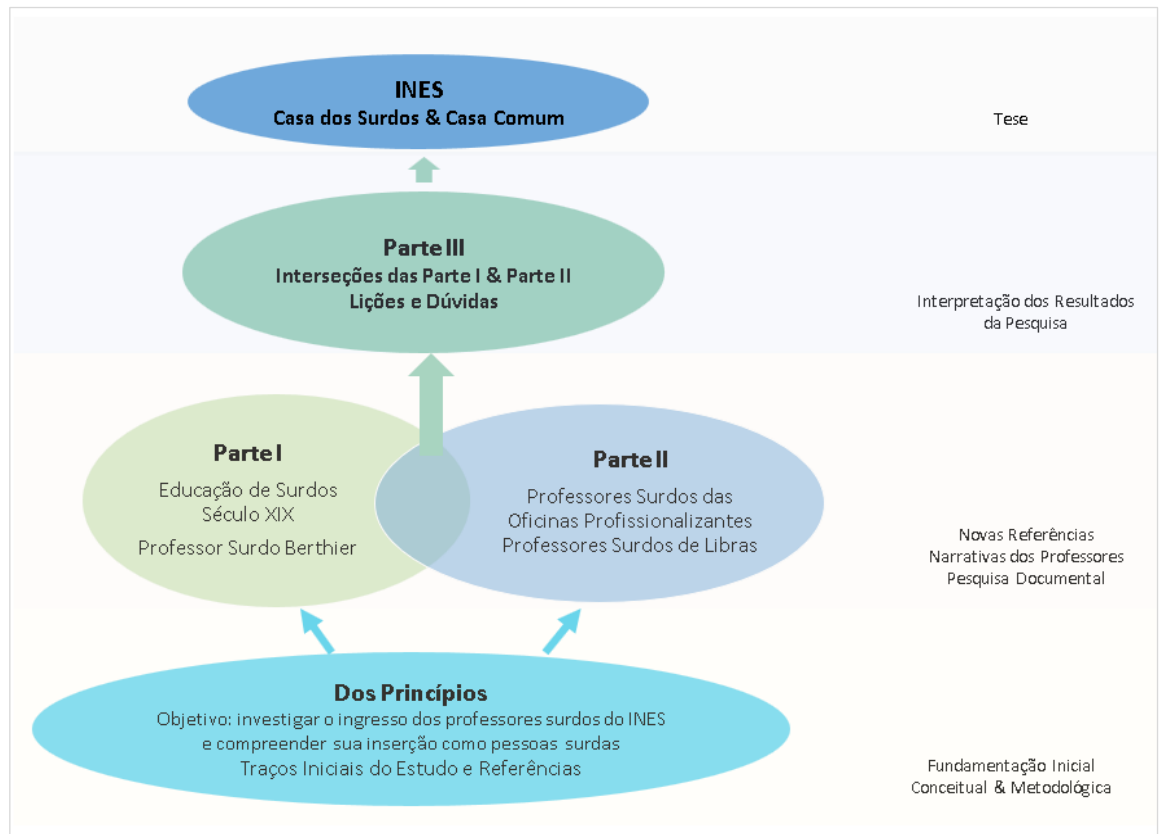 INES
Casa dos Surdos & Casa Comum
Tese
Parte III
Interseções das Parte I & Parte II
Lições e Dúvidas
Interpretação dos Resultados
da Pesquisa
Parte I
Educação de Surdos
Século XIX
Professor Surdo Berthier
Parte II
Professores Surdos das
Oficinas Profissionalizantes
Professores Surdos de Libras
Novas Referências
Narrativas dos Professores
Pesquisa Documental
Dos Princípios
Objetivo: investigar o ingresso dos professores surdos do INES
e compreender sua inserção como pessoas surdas
Traços Iniciais do Estudo e Referências
Fundamentação Inicial
Conceitual & Metodológica